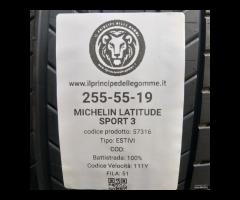 IL PRINCIPE DELLE GOMME
www.ilprincipedellegomme.it
255-55-19
MICHELIN LATITUDE
SPORT 3
codice prodotto: 57316
Tipo: ESTIVI
COD:
Battistrada: 100%
Codice Velocità: 111V
FILA: 51